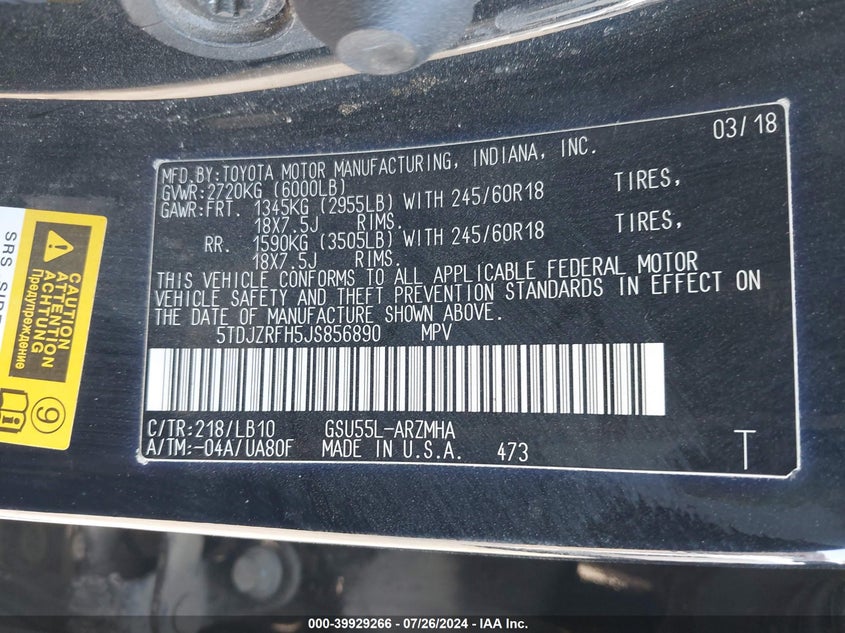 03/18
MFD.BY:TOYOTA MOTOR MANUFACTURING, INDIANA, INC.
GVWR:2720KG (6000LB)
GAWR:FRT. 1345KG (2955LB) WITH 245/60R18 TIRES,
18X7.5J RIMS.
RR. 1590KG (3505LB) WITH 245/60R18 TIRES,
18X7.5J RIMS.
THIS VEHICLE CONFORMS TO ALL APPLICABLE FEDERAL MOTOR
VEHICLE SAFETY AND THEFT PREVENTION STANDARDS IN EFFECT ON
THE DATE OF MANUFACTURE SHOWN ABOVE.
5TDJZRFH5JS856890 MPV
C/TR:218/LB10 GSU55L-ARZMHA
A/TM:-04A/UA80F MADE IN U.S.A. 473 T
SRS
CAUTION
ATTENTION
ACHTUNG
Предупреждение
9
000-39929266 - 07/26/2024 - IAA Inc.